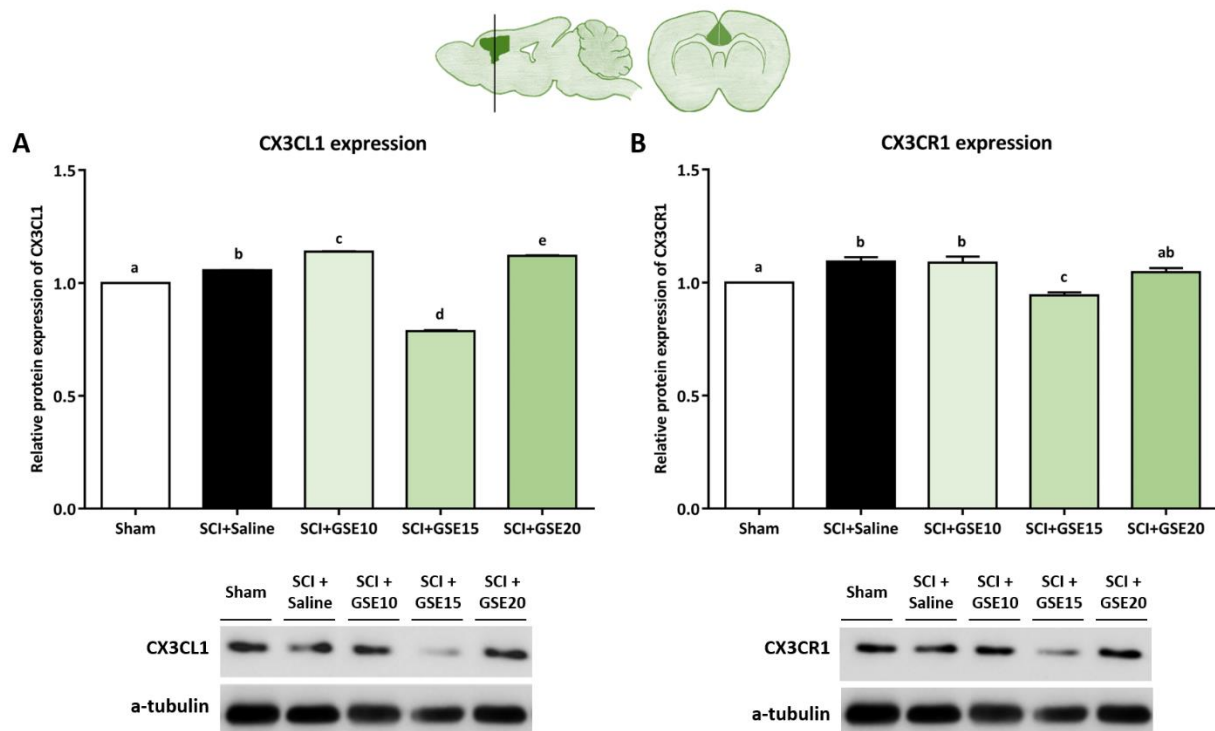 A
CX3CL1 expression
Relative protein expression of CX3CL1
1.5
1.0
0.5
0.0
a
b
c
d
e
Sham
SCI+Saline
SCI+GSE10
SCI+GSE15
SCI+GSE20
Sham
SCI +
Saline
SCI +
GSE10
SCI +
GSE15
SCI +
GSE20
CX3CL1
a-tubulin
B
CX3CR1 expression
Relative protein expression of CX3CR1
1.5
1.0
0.5
0.0
a
b
b
c
ab
Sham
SCI+Saline
SCI+GSE10
SCI+GSE15
SCI+GSE20
Sham
SCI +
Saline
SCI +
GSE10
SCI +
GSE15
SCI +
GSE20
CX3CR1
a-tubulin